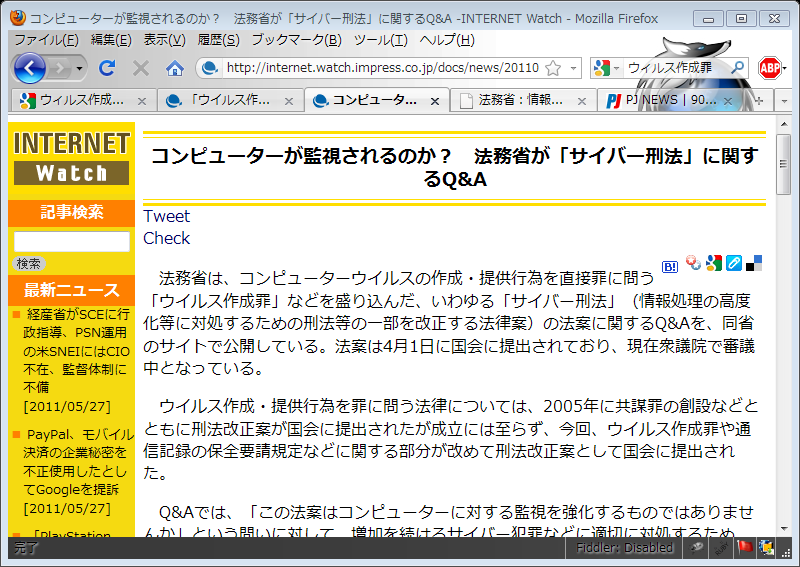 コンピューターが監視されるのか？　法務省が「サイバー刑法」に関するQ&A -INTERNET Watch - Mozilla Firefox
ファイル(F) 編集(E) 表示(V) 履歴(S) ブックマーク(B) ツール(T) ヘルプ(H)
http://internet.watch.impress.co.jp/docs/news/20110 ウィルス作成罪 ABP
ウィルス作成... 「ウイルス作... コンピュータ... 法務省：情報... PJ NEWS | 90...
INTERNET
Watch
記事検索
検索
最新ニュース
経産省がSCEに行
政指導、PSN運用
の米SNEIにはCIO
不在、監督体制に
不備
[2011/05/27]
PayPal、モバイル
決済の企業秘密を
不正使用したとし
てGoogleを提訴
[2011/05/27]
「PlayStation
コンピューターが監視されるのか？　法務省が「サイバー刑法」に関す
るQ&A
Tweet
Check
B!
法務省は、コンピューターウイルスの作成・提供行為を直接罪に問う
「ウイルス作成罪」などを盛り込んだ、いわゆる「サイバー刑法」（情報処理の高度
化等に対処するための刑法等の一部を改正する法律案）の法案に関するQ&Aを、同省
のサイトで公開している。法案は4月1日に国会に提出されており、現在衆議院で審議
中となっている。
ウイルス作成・提供行為を罪に問う法律については、2005年に共謀罪の創設などと
ともに刑法改正案が国会に提出されたが成立には至らず、今回、ウイルス作成罪や通
信記録の保全要請規定などに関する部分が改めて刑法改正案として国会に提出され
た。
Q&Aでは、「この法案はコンピューターに対する監視を強化するものではありませ
んか」という問いに対して、増加を続けるサイバー犯罪などに適切に対処するため、
完了 Fiddler: Disabled